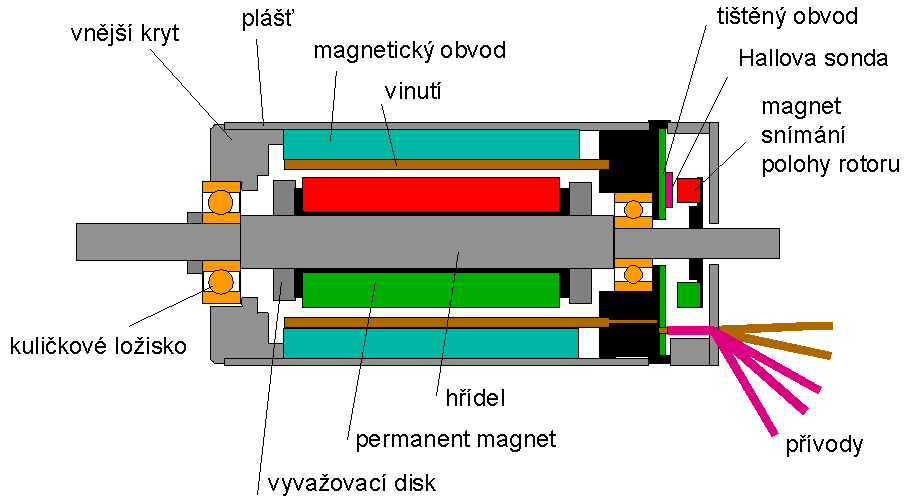 plášť
vnější kryt
magnetický obvod
vinutí
tištěný obvod
Hallova sonda
magnet
snímání
polohy rotoru
kuličkové ložisko
hřídel
permanent magnet
vyvažovací disk
přívody